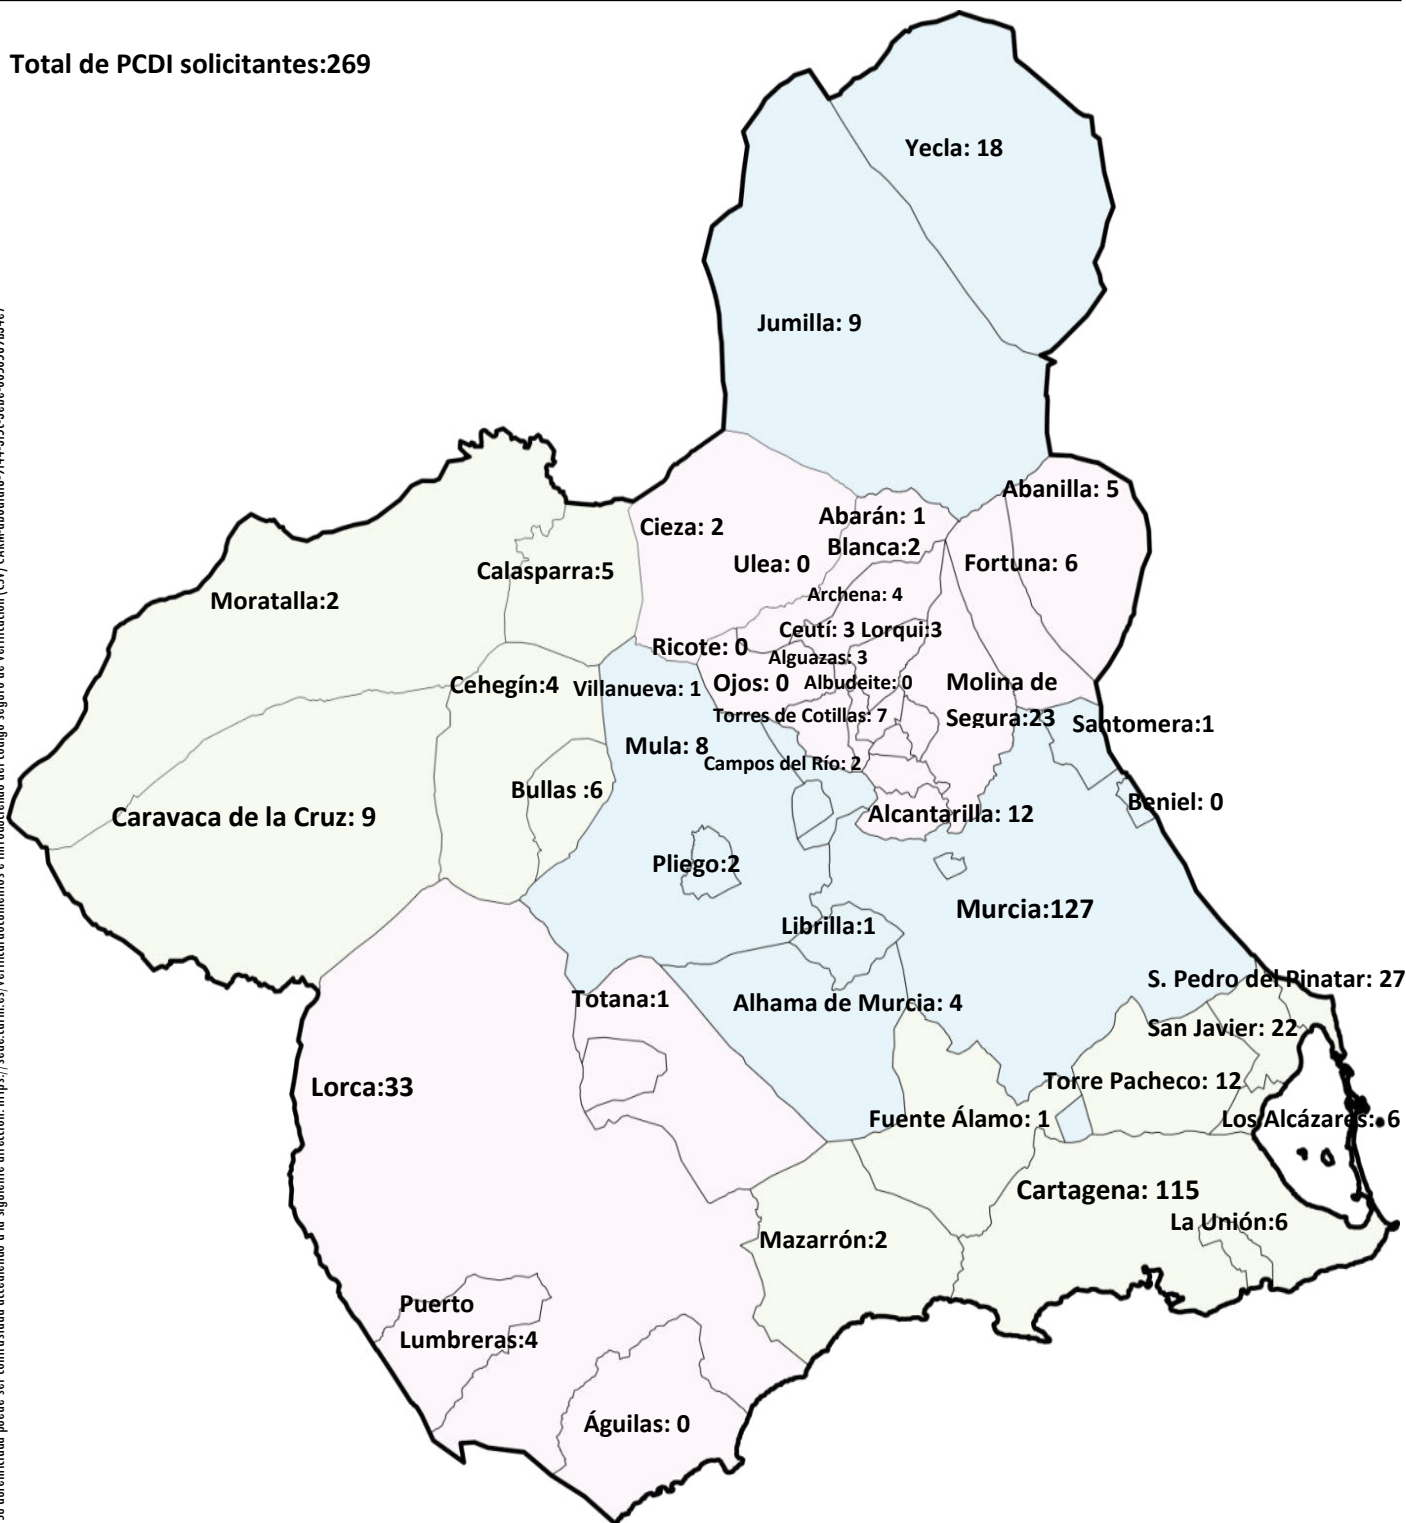 Total de PCDI solicitantes:269
Yecla: 18
Jumilla: 9
Abanilla: 5
Abarán: 1
Cieza: 2
Blanca:2
Ulea: 0
Fortuna: 6
Calasparra:5
Moratalla:2
Archena: 4
Ceutí: 3 Lorqui:3
Ricote: 0
Alguazas: 3
Cehegín:4
Villanueva: 1
Ojos: 0
Albudeite: 0
Molina de
Segura:23
Torres de Cotillas: 7
Santomera:1
Mula: 8
Campos del Río: 2
Bullas :6
Beniel: 0
Caravaca de la Cruz: 9
Alcantarilla: 12
Pliego:2
Murcia:127
Librilla:1
S. Pedro del Pinatar: 27
Totana:1
Alhama de Murcia: 4
San Javier: 22
Lorca:33
Torre Pacheco: 12
Fuente Álamo: 1
Los Alcázares: 6
Cartagena: 115
La Unión:6
Mazarrón:2
Puerto
Lumbreras:4
Águilas: 0